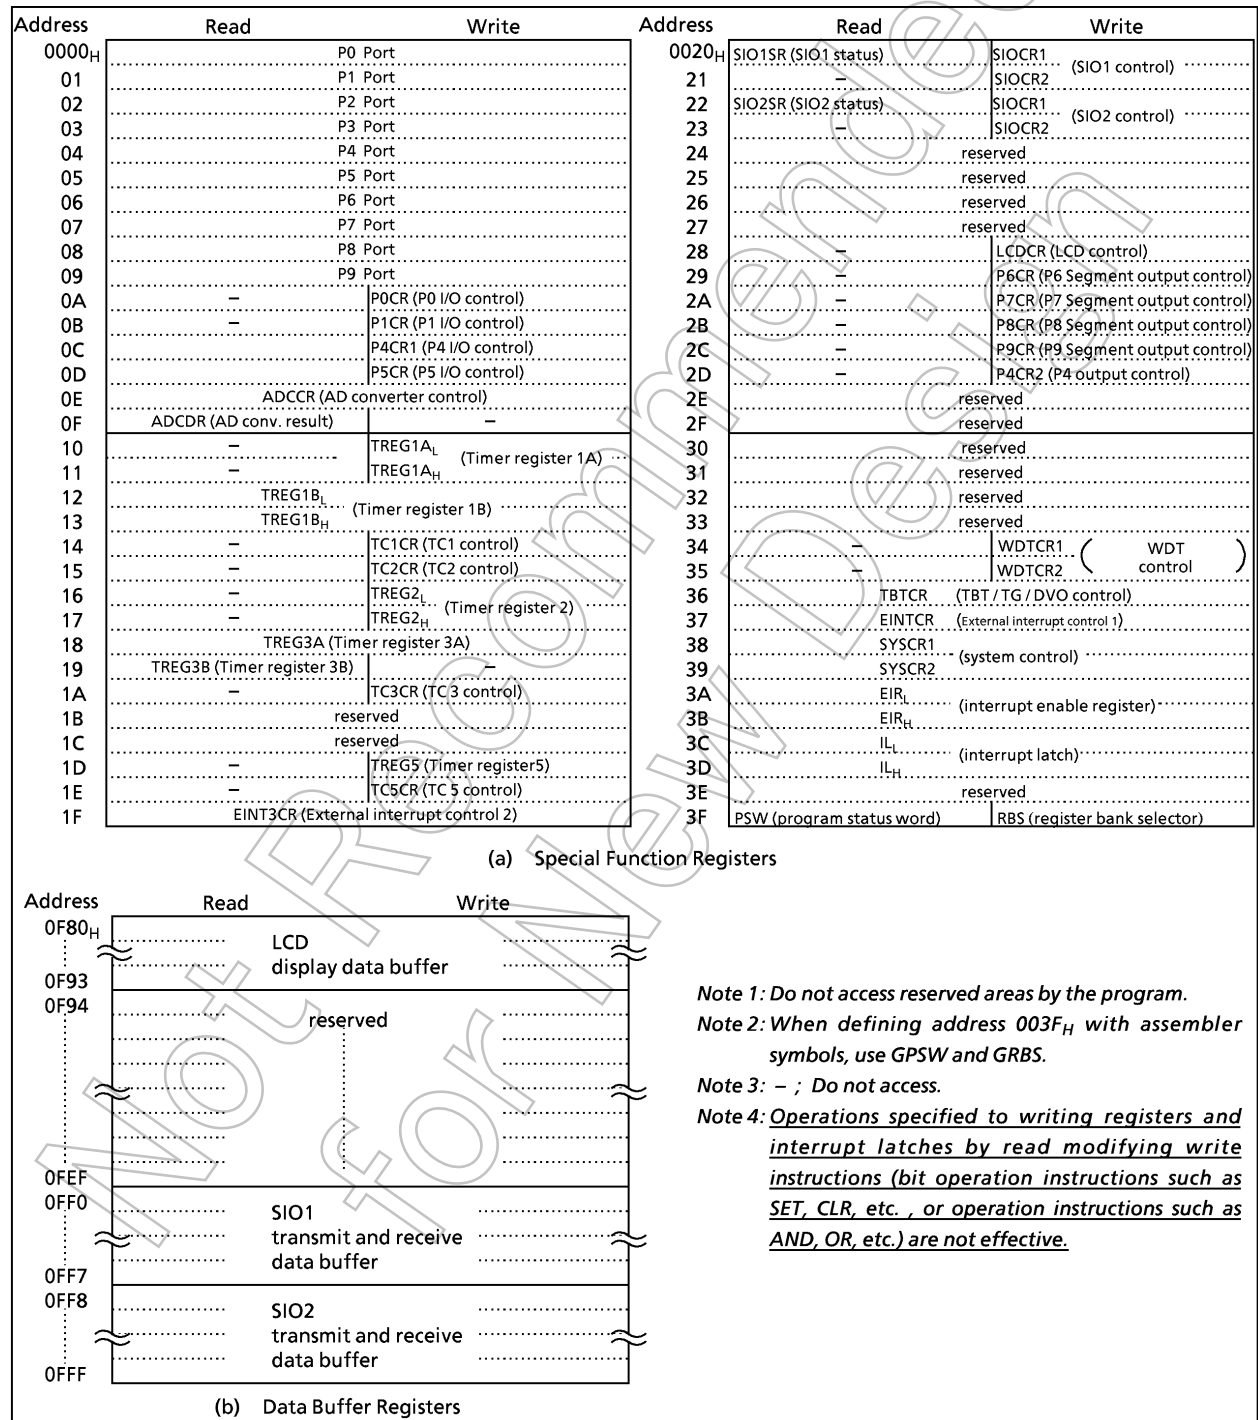 Address Read Write
0000H P0 Port
01 P1 Port
02 P2 Port
03 P3 Port
04 P4 Port
05 P5 Port
06 P6 Port
07 P7 Port
08 P8 Port
09 P9 Port
0A – P0CR (P0 I/O control)
0B – P1CR (P1 I/O control)
0C P4CR1 (P4 I/O control)
0D P5CR (P5 I/O control)
0E ADCCR (AD converter control)
0F ADCDR (AD conv. result) –
10 – TREG1AL (Timer register 1A)
11 – TREG1AH
12 TREG1BL (Timer register 1B)
13 TREG1BH
14 – TC1CR (TC1 control)
15 – TC2CR (TC2 control)
16 – TREG2L (Timer register 2)
17 – TREG2H
18 TREG3A (Timer register 3A)
19 TREG3B (Timer register 3B) –
1A – TC3CR (TC 3 control)
1B reserved
1C reserved
1D – TREG5 (Timer register5)
1E – TC5CR (TC 5 control)
1F EINT3CR (External interrupt control 2)
Address Read Write
0020H SIO1SR (SIO1 status) SIOCR1 (SIO1 control)
21 – SIOCR2
22 SIO2SR (SIO2 status) SIOCR1 (SIO2 control)
23 – SIOCR2
24 reserved
25 reserved
26 reserved
27 reserved
28 – LCDCR (LCD control)
29 – P6CR (P6 Segment output control)
2A – P7CR (P7 Segment output control)
2B – P8CR (P8 Segment output control)
2C – P9CR (P9 Segment output control)
2D – P4CR2 (P4 output control)
2E reserved
2F reserved
30 reserved
31 reserved
32 reserved
33 reserved
34 – WDTCR1 ( WDT control )
35 – WDTCR2
36 TBTCR (TBT / TG / DVO control)
37 EINTCR (External interrupt control 1)
38 SYSCR1 (system control)
39 SYSCR2
3A EIRL (interrupt enable register)
3B EIRH
3C ILL (interrupt latch)
3D ILH
3E reserved
3F PSW (program status word) RBS (register bank selector)
(a) Special Function Registers
Address Read Write
0F80H
LCD
display data buffer
0F93
0F94
reserved
0FEF
0FF0
SIO1
transmit and receive
data buffer
0FF7
0FF8
SIO2
transmit and receive
data buffer
0FFF
(b) Data Buffer Registers
Note 1: Do not access reserved areas by the program.
Note 2: When defining address 003FH with assembler
symbols, use GPSW and GRBS.
Note 3: – ; Do not access.
Note 4: Operations specified to writing registers and
interrupt latches by read modifying write
instructions (bit operation instructions such as
SET, CLR, etc. , or operation instructions such as
AND, OR, etc.) are not effective.
Not Recommended
for New Design